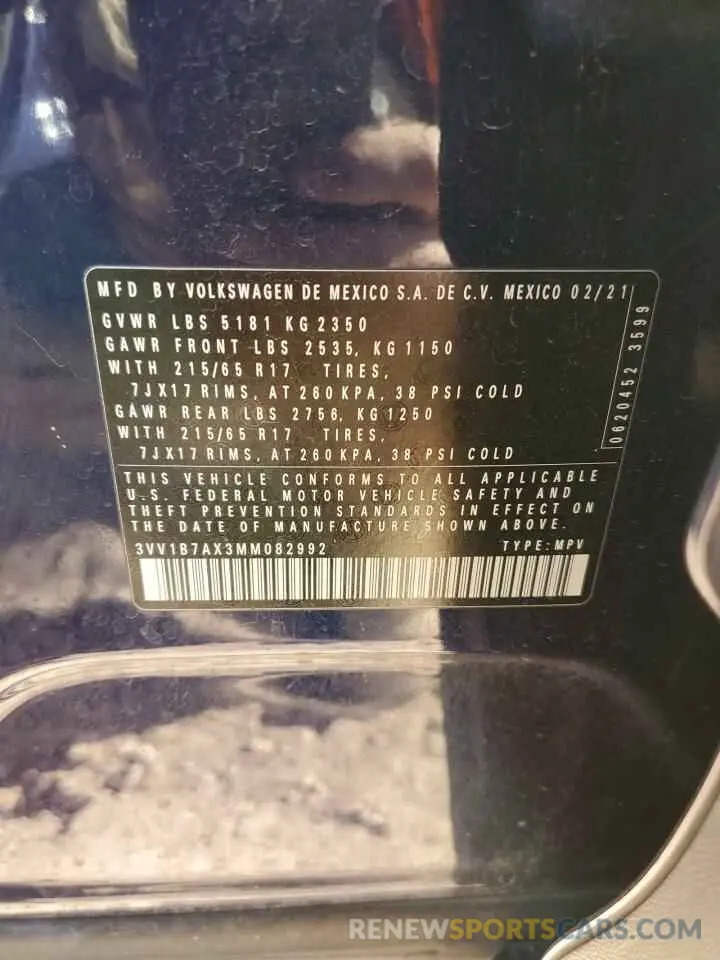 MFD BY VOLKSWAGEN DE MEXICO S.A. DE C.V. MEXICO 02/21
GVWR LBS 5181 KG 2350
GAWR FRONT LBS 2535, KG 1150
WITH 215/65 R17 TIRES,
7JX17 RIMS, AT 260 KPA, 38 PSI COLD
GAWR REAR LBS 2756, KG 1250
WITH 215/65 R17 TIRES,
7JX17 RIMS, AT 260 KPA, 38 PSI COLD
0620452 3599
THIS VEHICLE CONFORMS TO ALL APPLICABLE
U.S. FEDERAL MOTOR VEHICLE SAFETY AND
THEFT PREVENTION STANDARDS IN EFFECT ON
THE DATE OF MANUFACTURE SHOWN ABOVE.
3VV1B7AX3MM082992 TYPE: MPV
RENEWSPORTSCARS.COM